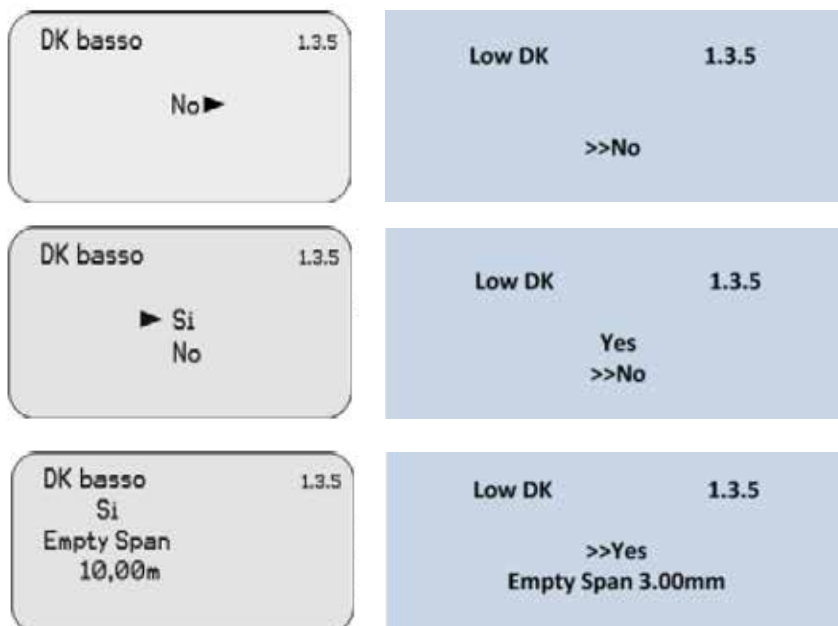 DK basso 1.3.5
No►
Low DK 1.3.5
>>No
DK basso 1.3.5
► Si
No
Low DK 1.3.5
Yes
>>No
DK basso 1.3.5
Si
Empty Span
10,00m
Low DK 1.3.5
>>Yes
Empty Span 3.00mm